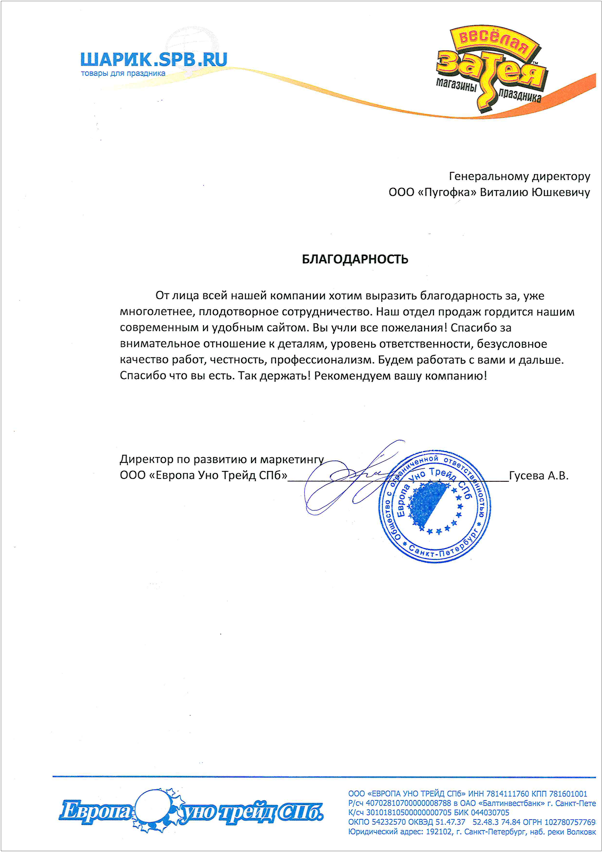 ШАРИК.SPB.RU
товары для праздника
весёлая
затея
магазины праздника
Генеральному директору
ООО «Пугофка» Виталию Юшкевичу
БЛАГОДАРНОСТЬ
От лица всей нашей компании хотим выразить благодарность за, уже
многолетнее, плодотворное сотрудничество. Наш отдел продаж гордится нашим
современным и удобным сайтом. Вы учли все пожелания! Спасибо за
внимательное отношение к деталям, уровень ответственности, безусловное
качество работ, честность, профессионализм. Будем работать с вами и дальше.
Спасибо что вы есть. Так держать! Рекомендуем вашу компанию!
Директор по развитию и маркетингу
ООО «Европа Уно Трейд СПб»__________________________________Гусева А.В.
Общество с ограниченной ответственностью
Европа Уно Трейд СПб
Санкт-Петербург
Европа уно трейд СПб.
ООО «ЕВРОПА УНО ТРЕЙД СПб» ИНН 7814111760 КПП 781601001
Р/сч 40702810700000008788 в ОАО «Балтинвестбанк» г. Санкт-Пете
К/сч 30101810500000000705 БИК 044030705
ОКПО 54232570 ОКВЭД 51.47.37 52.48.3 74.84 ОГРН 102780757769
Юридический адрес: 192102, г. Санкт-Петербург, наб. реки Волковк